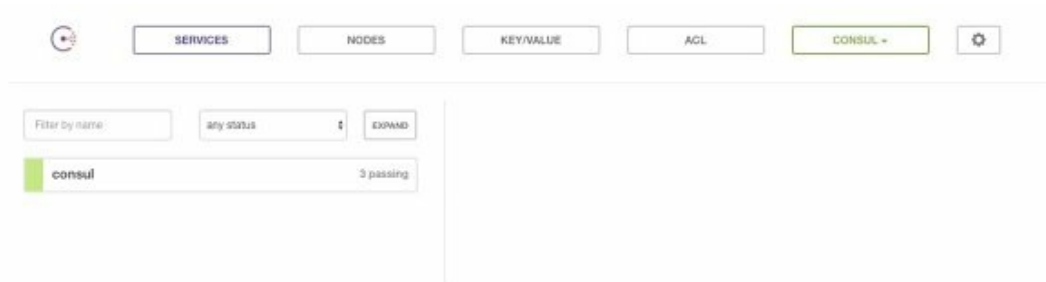 SERVICES NODES KEY/VALUE ACL CONSUL
Filter by name any status EXPAND
consul 3 passing